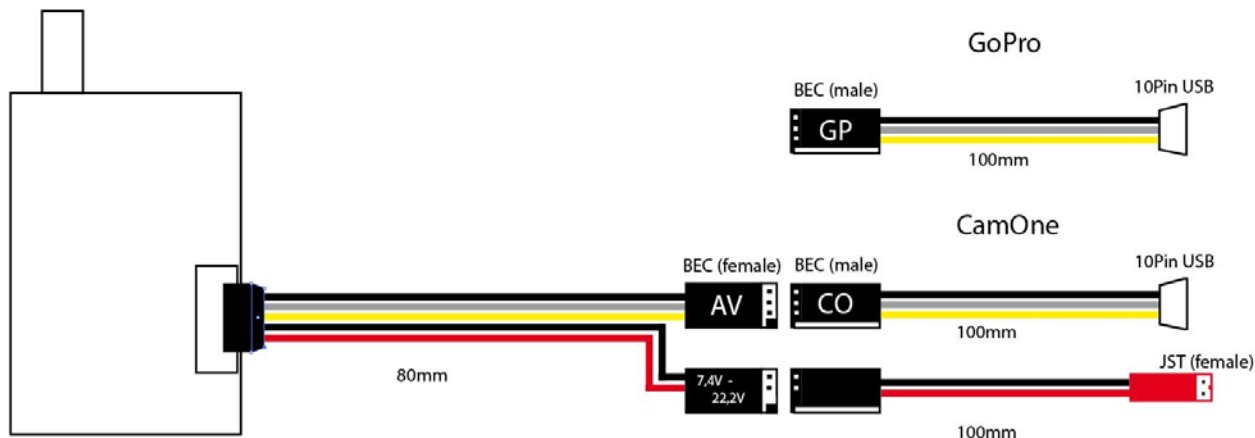 GoPro
BEC (male)
10Pin USB
GP
100mm
CamOne
BEC (female)
BEC (male)
10Pin USB
AV
CO
100mm
JST (female)
80mm
7,4V -
22,2V
100mm